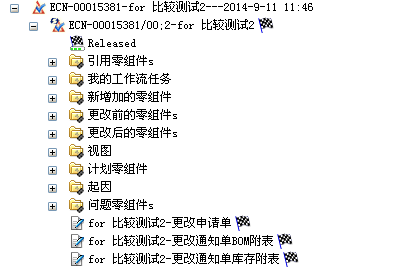 ECN-00015381-for 比较测试2---2014-9-11 11:46
ECN-00015381/00;2-for 比较测试2
Released
引用零组件s
我的工作流任务
新增加的零组件
更改前的零组件s
更改后的零组件s
视图
计划零组件
起因
问题零组件s
for 比较测试2-更改申请单
for 比较测试2-更改通知单BOM附表
for 比较测试2-更改通知单库存附表